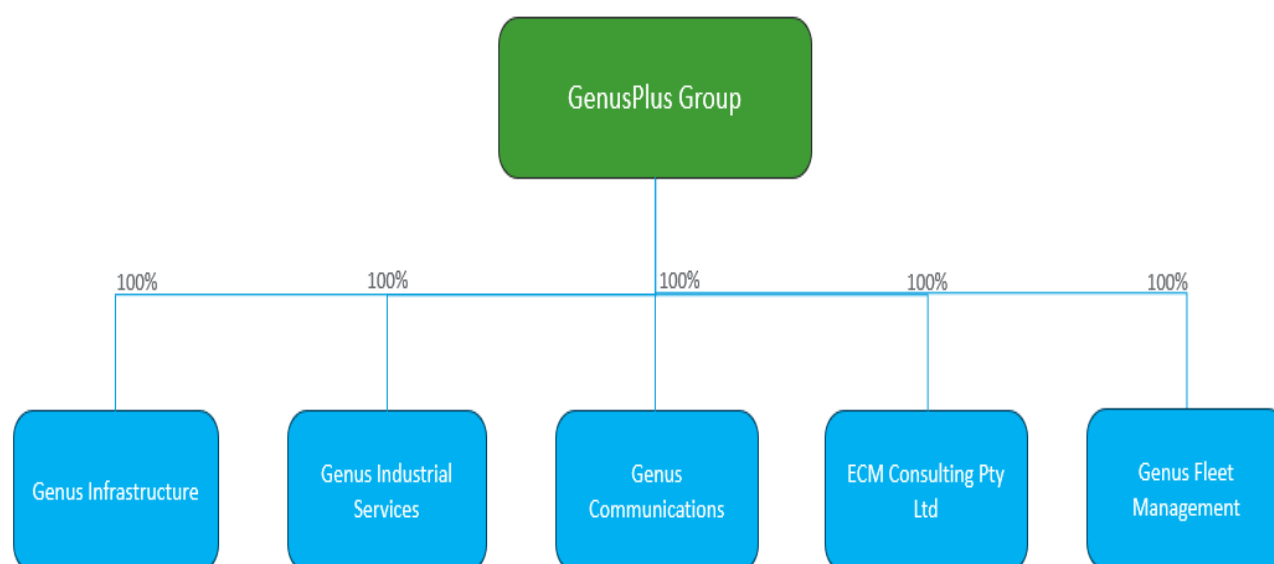 GenusPlus Group
100%
100%
100%
100%
100%
Genus Infrastructure
Genus Industrial
Services
Genus
Communications
ECM Consulting Pty
Ltd
Genus Fleet
Management